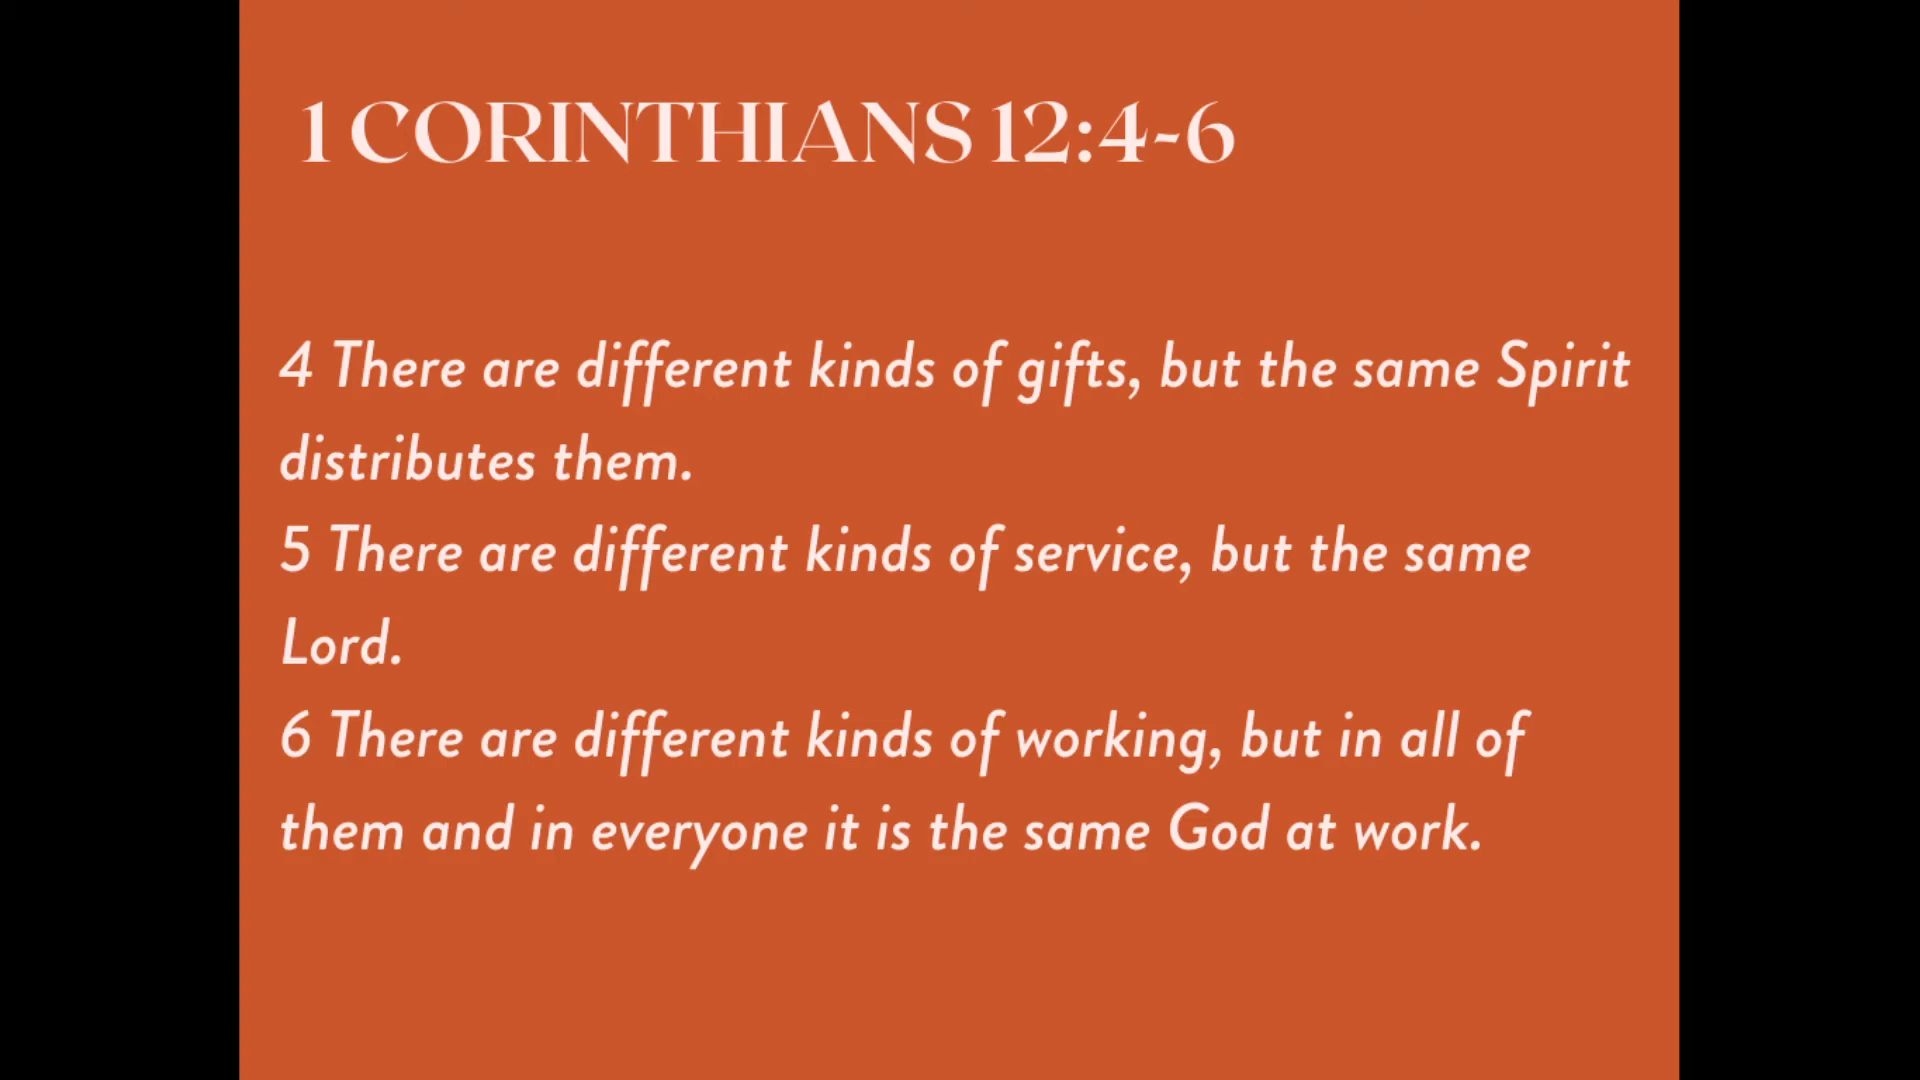 1 CORINTHIANS 12:4-6
4 There are different kinds of gifts, but the same Spirit
distributes them.
5 There are different kinds of service, but the same
Lord.
6 There are different kinds of working, but in all of
them and in everyone it is the same God at work.